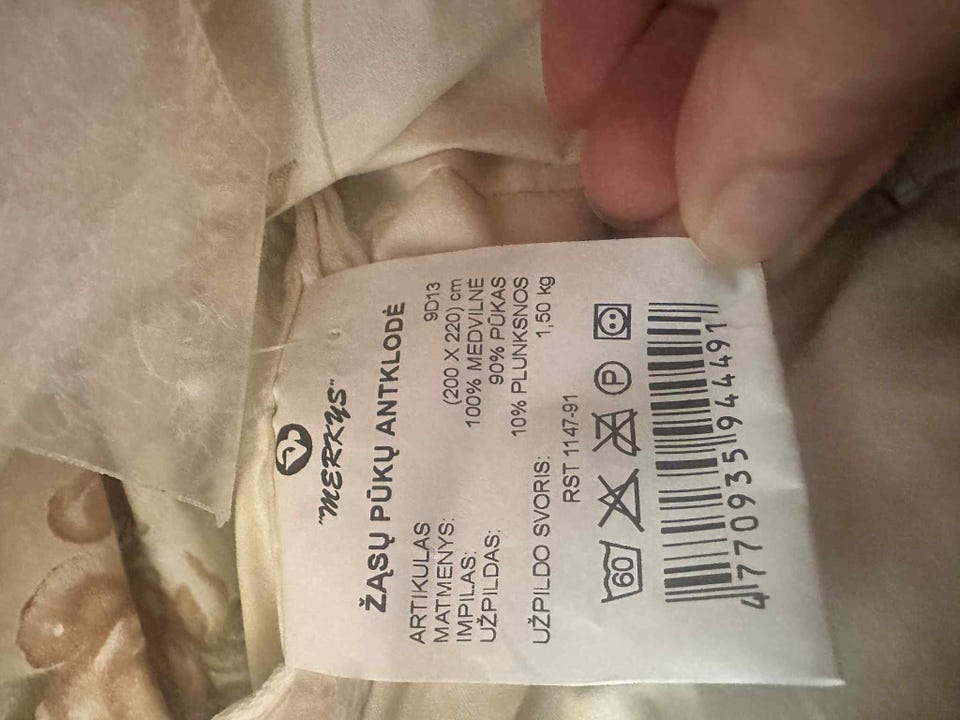 "MERKYS"
ŽĄSŲ PŪKŲ ANTKLODĖ
ARTIKULAS 9D13
MATMENYS: (200 X 220) cm
IMPILAS: 100% MEDVILNĖ
UŽPILDAS: 90% PŪKAS
10% PLUNKSNOS
UŽPILDO SVORIS: 1,50 kg
RST 1147-91
60 P
4770935944491